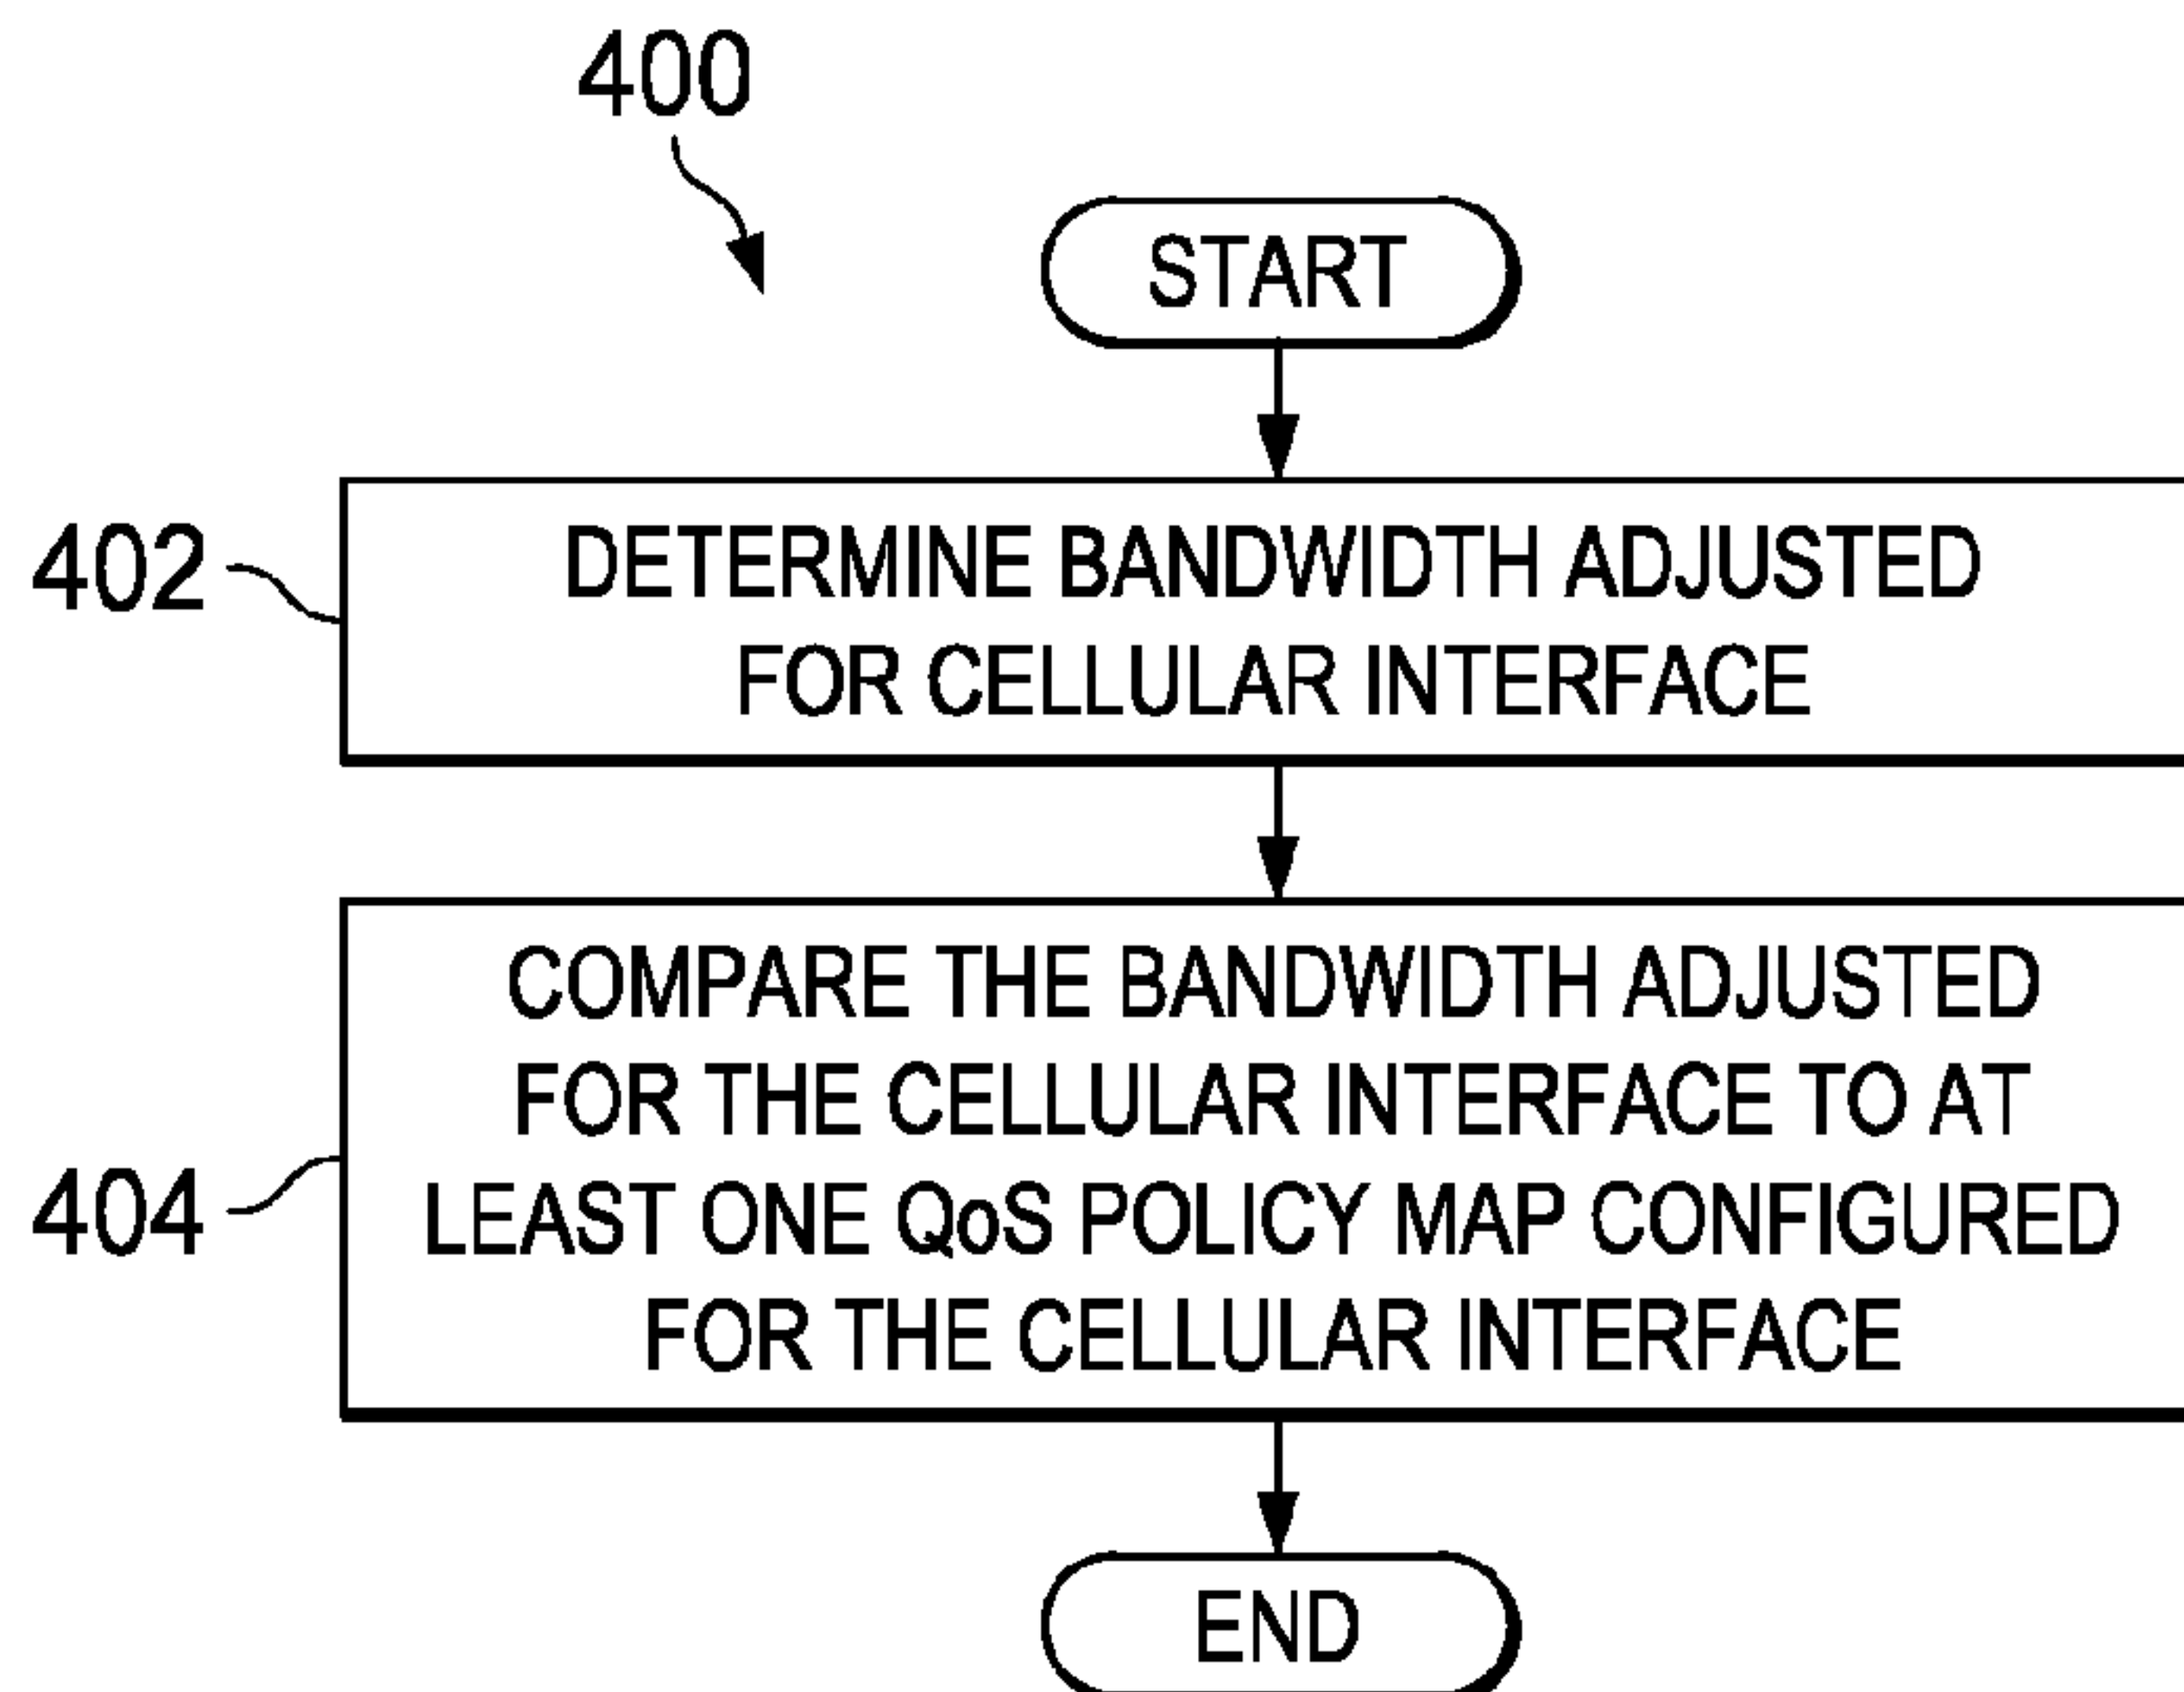 400
START
402
DETERMINE BANDWIDTH ADJUSTED
FOR CELLULAR INTERFACE
COMPARE THE BANDWIDTH ADJUSTED
FOR THE CELLULAR INTERFACE TO AT
404
LEAST ONE QoS POLICY MAP CONFIGURED
FOR THE CELLULAR INTERFACE
END